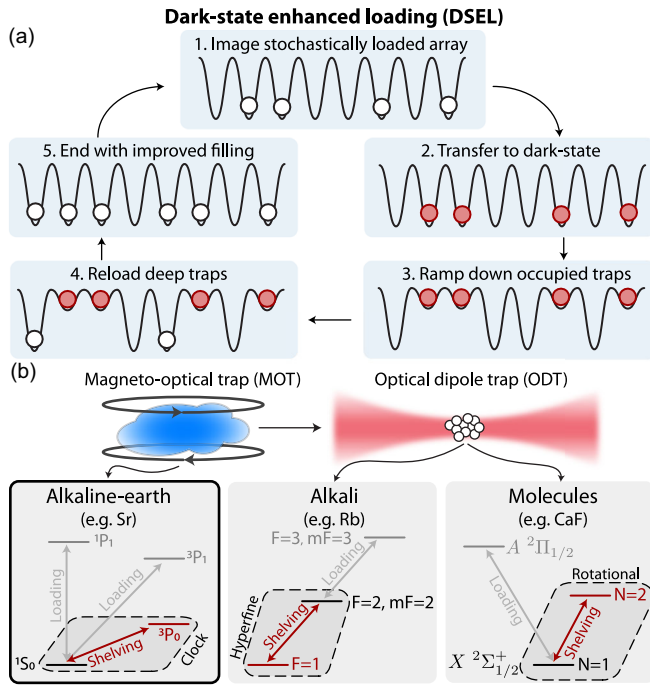 Dark-state enhanced loading (DSEL)
(a)
1. Image stochastically loaded array
5. End with improved filling
2. Transfer to dark-state
4. Reload deep traps
3. Ramp down occupied traps
(b)
Magneto-optical trap (MOT)
Optical dipole trap (ODT)
Alkaline-earth
(e.g. Sr)
¹P₁
³P₁
Loading
Loading
³P₀
Shelving
Clock
¹S₀
Alkali
(e.g. Rb)
F=3, mF=3
Loading
F=2, mF=2
Hyperfine
Shelving
F=1
Molecules
(e.g. CaF)
A ²Π₁/₂
Loading
Rotational
N=2
Shelving
X ²Σ⁺₁/₂
N=1